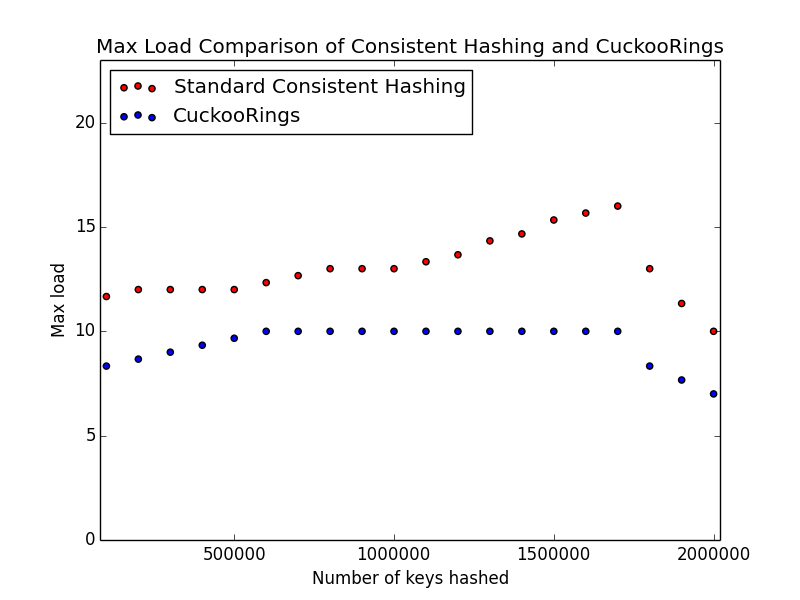 Max Load Comparison of Consistent Hashing and CuckooRings
Standard Consistent Hashing
CuckooRings
20
15
10
5
0
Max load
500000 1000000 1500000 2000000
Number of keys hashed